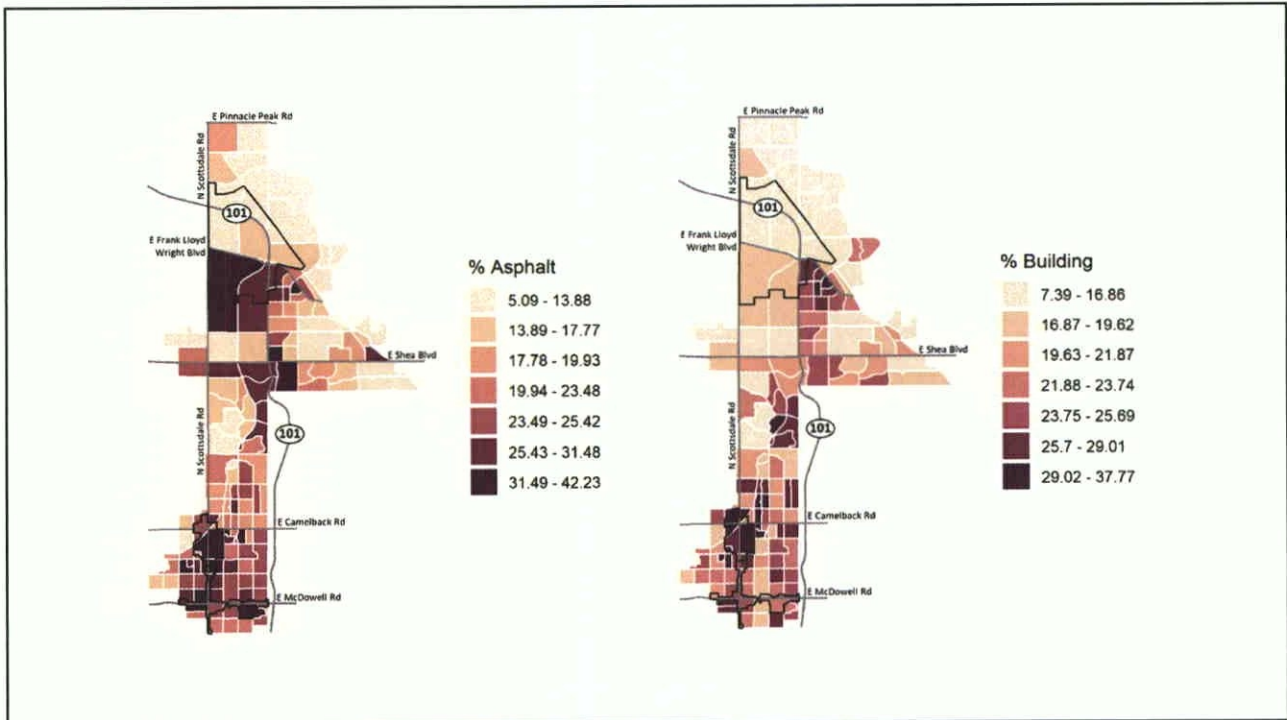 E Pinnacle Peak Rd
N Scottsdale Rd
101
E Frank Lloyd
Wright Blvd
E Shea Blvd
N Scottsdale Rd
101
E Camelback Rd
E McDowell Rd
% Asphalt
5.09 - 13.88
13.89 - 17.77
17.78 - 19.93
19.94 - 23.48
23.49 - 25.42
25.43 - 31.48
31.49 - 42.23
E Pinnacle Peak Rd
N Scottsdale Rd
101
E Frank Lloyd
Wright Blvd
E Shea Blvd
N Scottsdale Rd
101
E Camelback Rd
E McDowell Rd
% Building
7.39 - 16.86
16.87 - 19.62
19.63 - 21.87
21.88 - 23.74
23.75 - 25.69
25.7 - 29.01
29.02 - 37.77